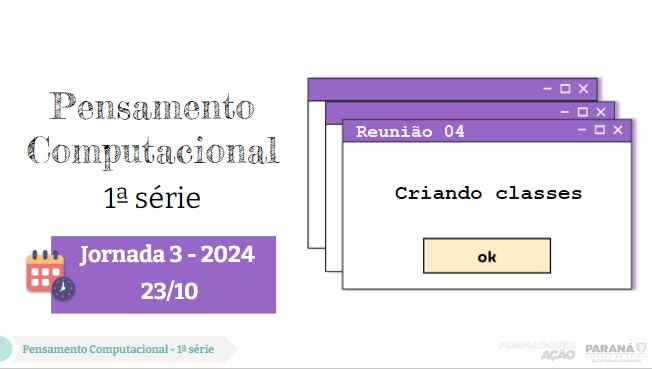 Pensamento
Computacional
1ª série
Jornada 3 - 2024
23/10
Reunião 04
Criando classes
ok
Pensamento Computacional - 1ª série
FORMADORES
AÇÃO
PARANÁ